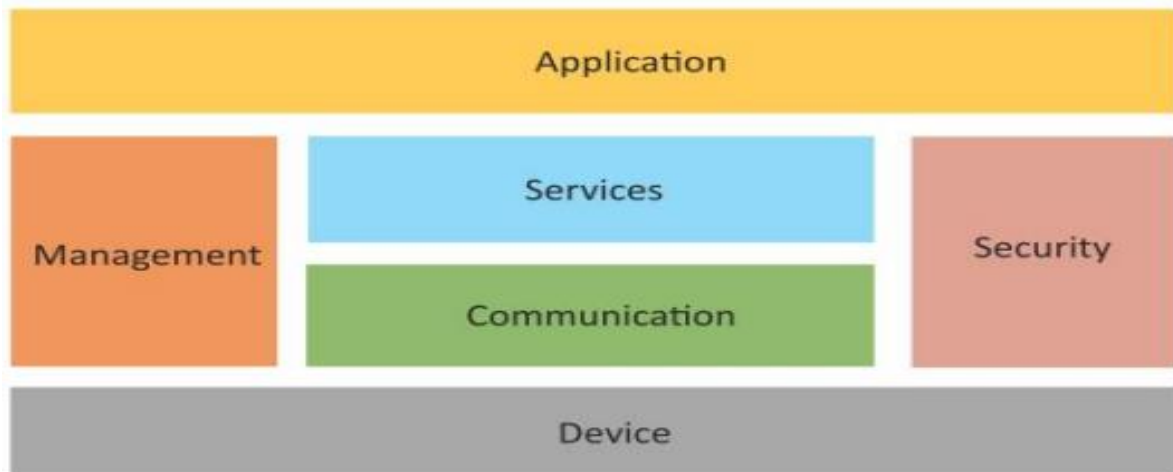 Application
Services
Management
Security
Communication
Device